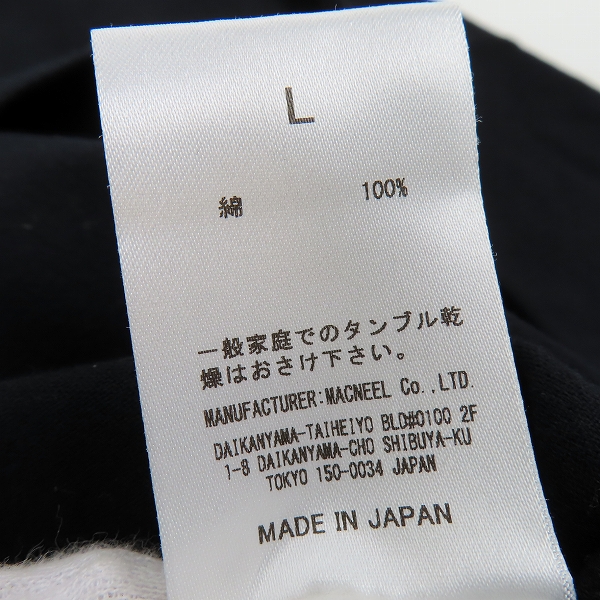 L
綿 100%
一般家庭でのタンブル乾
燥はおさけ下さい。
MANUFACTURER:MACNEEL Co.,LTD.
DAIKANYAMA-TAIHEIYO BLD#0100 2F
1-8 DAIKANYAMA-CHO SHIBUYA-KU
TOKYO 150-0034 JAPAN
MADE IN JAPAN